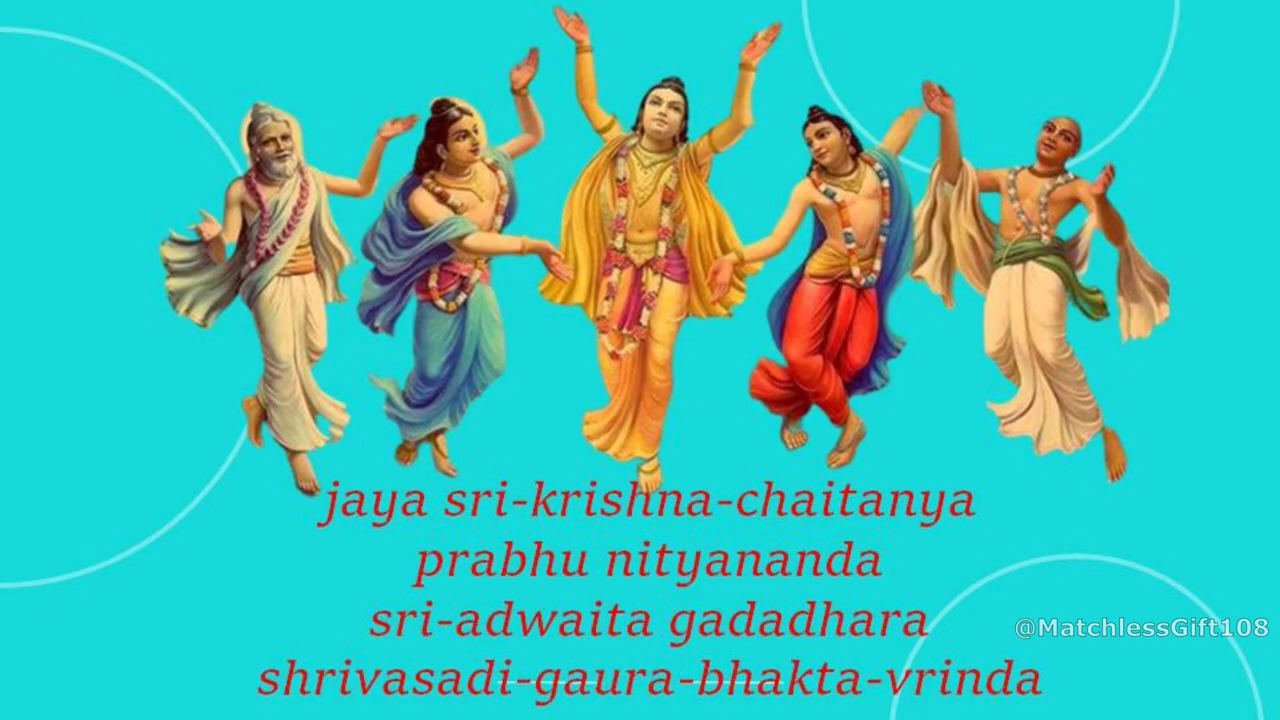 jaya sri-krishna-chaitanya
prabhu nityananda
sri-adwaita gadadhara
@MatchlessGift108
shrivasadi-gaura-bhakta-vrinda